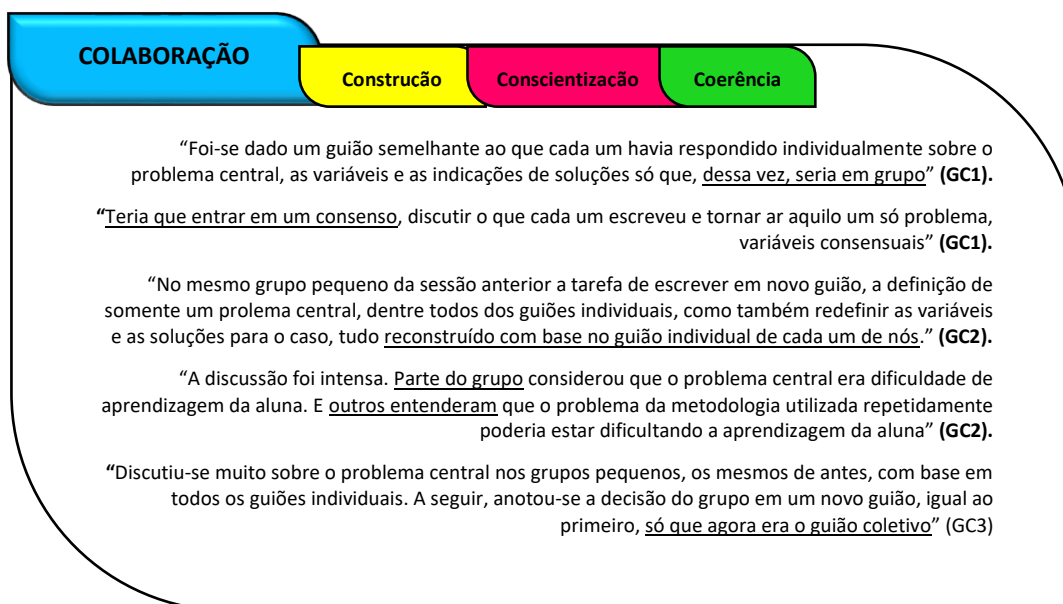 COLABORAÇÃO
Construcão
Conscientização
Coerência
“Foi-se dado um guião semelhante ao que cada um havia respondido individualmente sobre o
problema central, as variáveis e as indicações de soluções só que, dessa vez, seria em grupo” (GC1).
“Teria que entrar em um consenso, discutir o que cada um escreveu e tornar ar aquilo um só problema,
variáveis consensuais” (GC1).
“No mesmo grupo pequeno da sessão anterior a tarefa de escrever em novo guião, a definição de
somente um prolema central, dentre todos dos guiões individuais, como também redefinir as variáveis
e as soluções para o caso, tudo reconstruído com base no guião individual de cada um de nós.” (GC2).
“A discussão foi intensa. Parte do grupo considerou que o problema central era dificuldade de
aprendizagem da aluna. E outros entenderam que o problema da metodologia utilizada repetidamente
poderia estar dificultando a aprendizagem da aluna” (GC2).
“Discutiu-se muito sobre o problema central nos grupos pequenos, os mesmos de antes, com base em
todos os guiões individuais. A seguir, anotou-se a decisão do grupo em um novo guião, igual ao
primeiro, só que agora era o guião coletivo” (GC3)